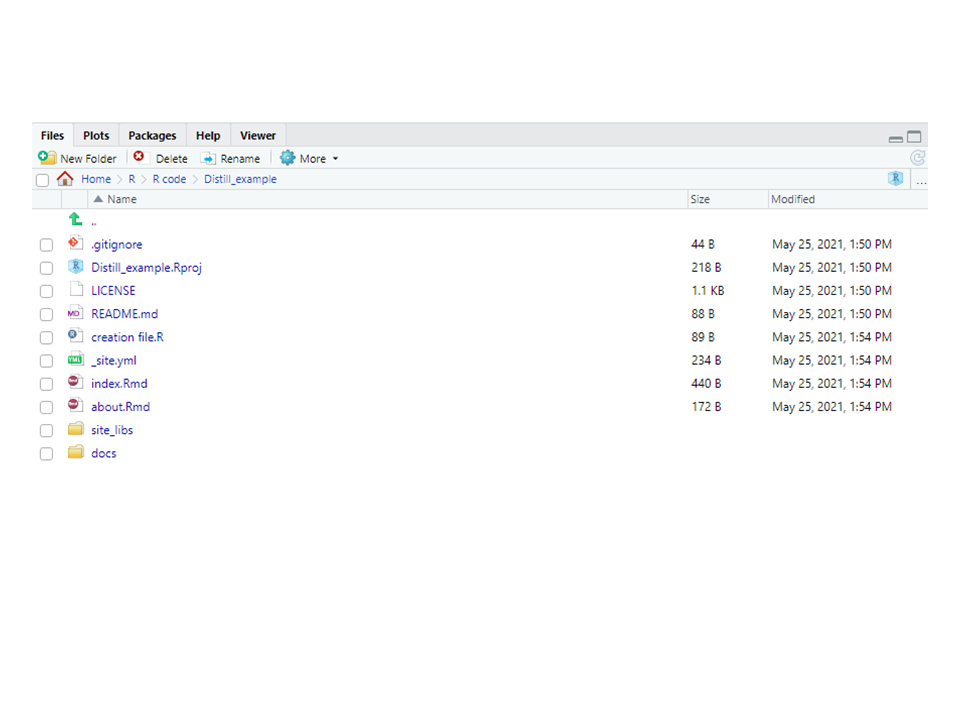 Files Plots Packages Help Viewer
New Folder Delete Rename More
Home R R code Distill_example R ...
Name Size Modified
..
.gitignore 44 B May 25, 2021, 1:50 PM
Distill_example.Rproj 218 B May 25, 2021, 1:50 PM
LICENSE 1.1 KB May 25, 2021, 1:50 PM
MD README.md 88 B May 25, 2021, 1:50 PM
creation file.R 89 B May 25, 2021, 1:54 PM
YML _site.yml 234 B May 25, 2021, 1:54 PM
index.Rmd 440 B May 25, 2021, 1:54 PM
about.Rmd 172 B May 25, 2021, 1:54 PM
site_libs
docs